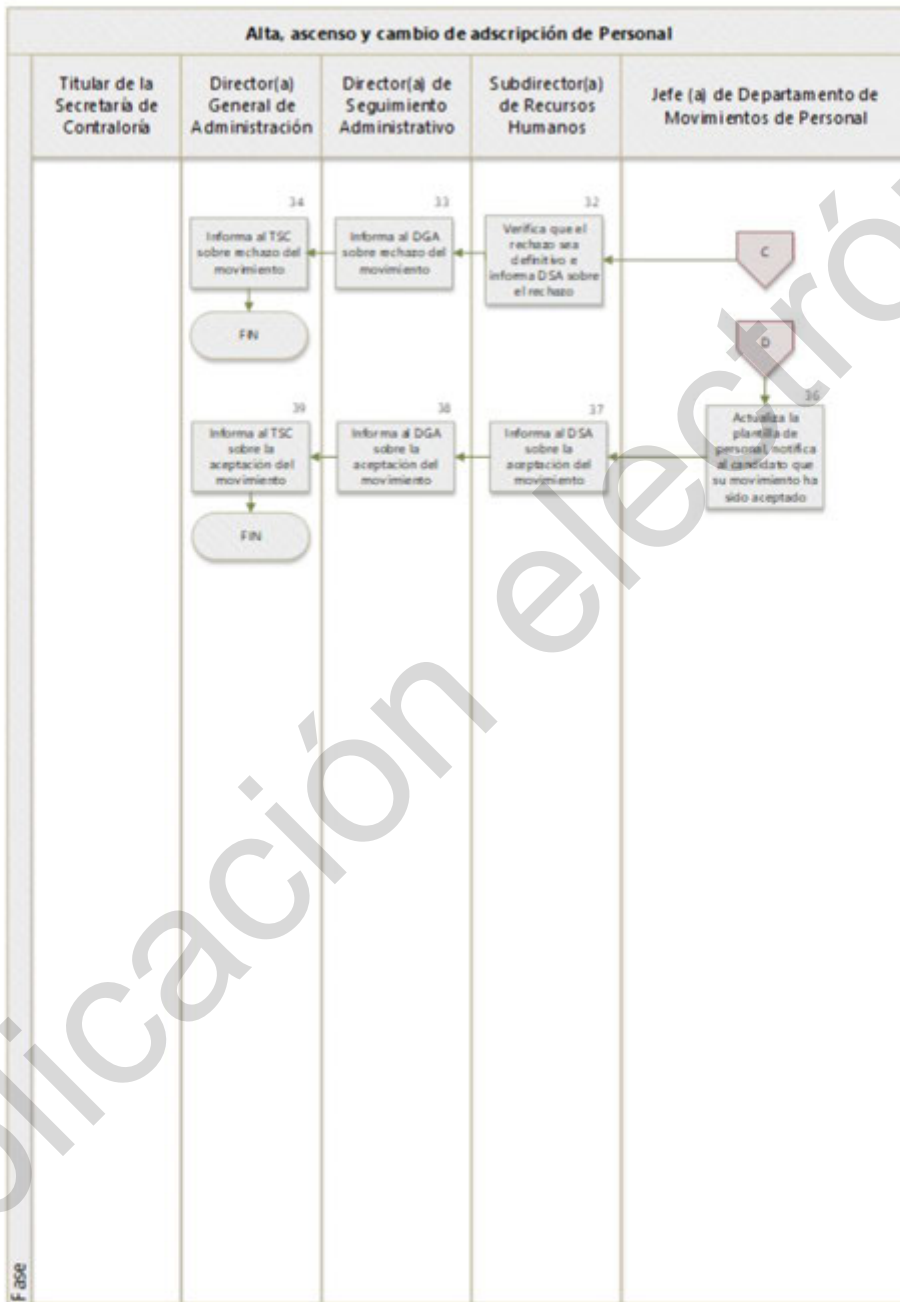 Alta, ascenso y cambio de adscripción de Personal
Titular de la
Secretaría de
Contraloría
Director(a)
General de
Administración
Director(a) de
Seguimiento
Administrativo
Subdirector(a)
de Recursos
Humanos
Jefe (a) de Departamento de
Movimientos de Personal
34
Informa al TSC
sobre rechazo del
movimiento
33
Informa al DGA
sobre rechazo del
movimiento
32
Verifica que el
rechazo sea
definitivo e
informa DSA sobre
el rechazo
C
FIN
D
39
Informa al TSC
sobre la
aceptación del
movimiento
38
Informa al DGA
sobre la
aceptación del
movimiento
37
Informa al DSA
sobre la
aceptación del
movimiento
36
Actualiza la
plantilla de
personal, notifica
al candidato que
su movimiento ha
sido aceptado
FIN
Fase
plicación electrón